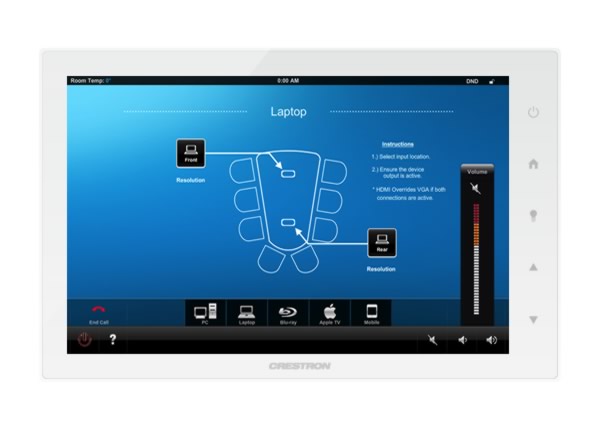 Room Temp: 0°
0:00 AM
DND
Laptop
Front
Resolution
Instructions
1.) Select input location.
2.) Ensure the device
output is active.
* HDMI Overrides VGA if both
connections are active.
Volume
Rear
Resolution
End Call
PC
Laptop
Blu-ray
Apple TV
Mobile
?
CRESTRON